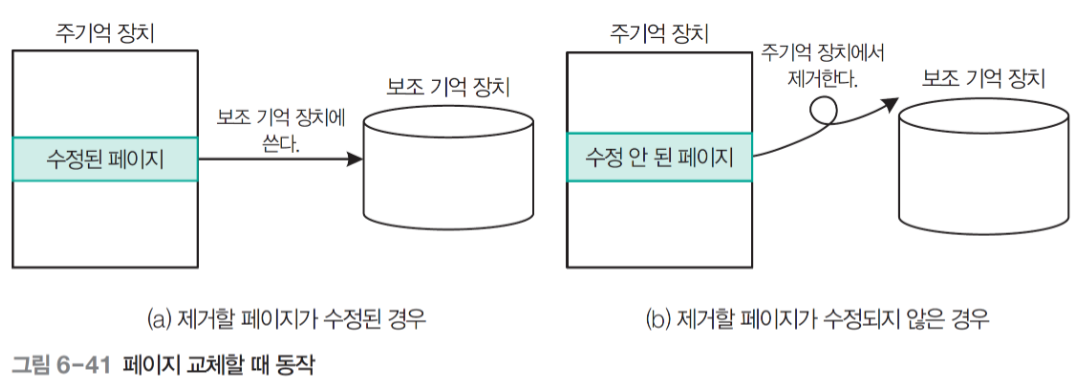 주기억 장치
보조 기억 장치
보조 기억 장치에
쓴다.
수정된 페이지
(a) 제거할 페이지가 수정된 경우
주기억 장치
주기억 장치에서
제거한다.
보조 기억 장치
수정 안 된 페이지
(b) 제거할 페이지가 수정되지 않은 경우
그림 6-41 페이지 교체할 때 동작